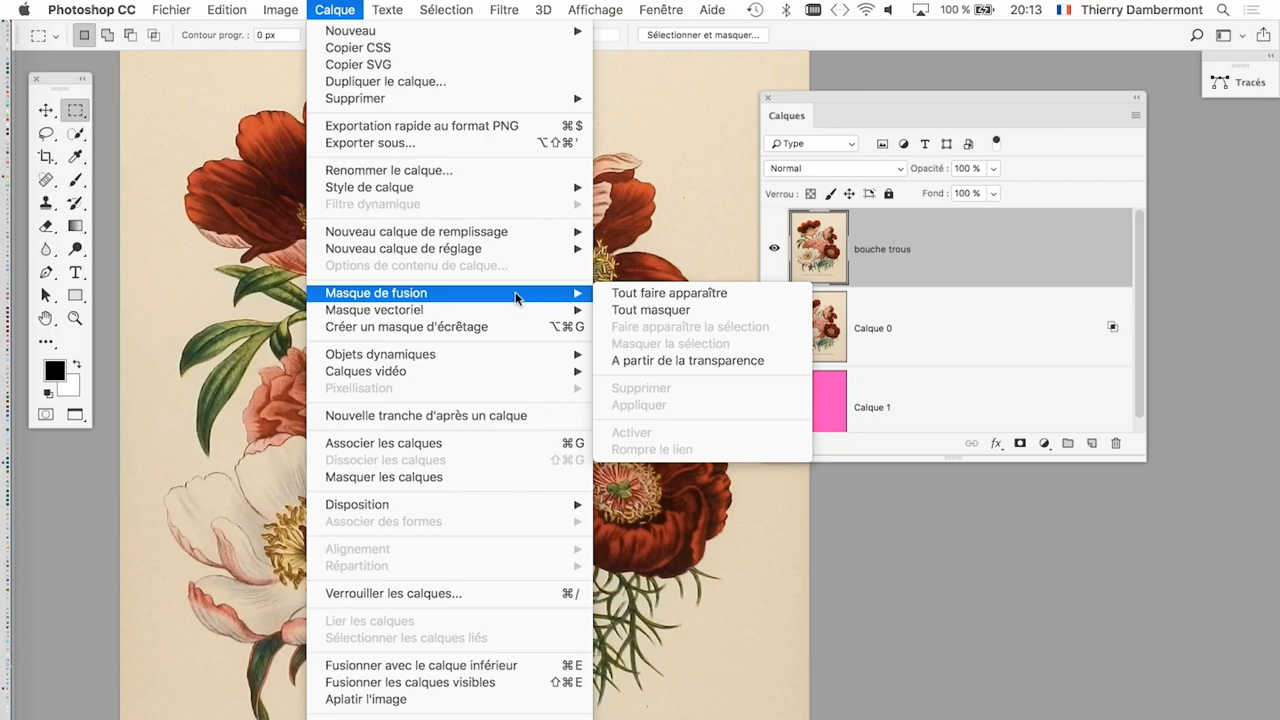 Photoshop CC Fichier Edition Image Calque Texte Sélection Filtre 3D Affichage Fenêtre Aide 100 % 20:13 Thierry Dambermont
Contour progr. : 0 px
Sélectionner et masquer...
Tracés
Nouveau
Copier CSS
Copier SVG
Dupliquer le calque...
Supprimer
Exportation rapide au format PNG ⌘$
Exporter sous... ⌥⇧⌘'
Renommer le calque...
Style de calque
Filtre dynamique
Nouveau calque de remplissage
Nouveau calque de réglage
Options de contenu de calque...
Masque de fusion
Masque vectoriel
Créer un masque d'écrêtage ⌥⌘G
Objets dynamiques
Calques vidéo
Pixellisation
Nouvelle tranche d'après un calque
Associer les calques ⌘G
Dissocier les calques ⇧⌘G
Masquer les calques
Disposition
Associer des formes
Alignement
Répartition
Verrouiller les calques... ⌘/
Lier les calques
Sélectionner les calques liés
Fusionner avec le calque inférieur ⌘E
Fusionner les calques visibles ⇧⌘E
Aplatir l'image
Tout faire apparaître
Tout masquer
Faire apparaître la sélection
Masquer la sélection
A partir de la transparence
Supprimer
Appliquer
Activer
Rompre le lien
Calques
Type
Normal Opacité : 100 %
Verrou : Fond : 100 %
bouche trous
Calque 0
Calque 1
fx